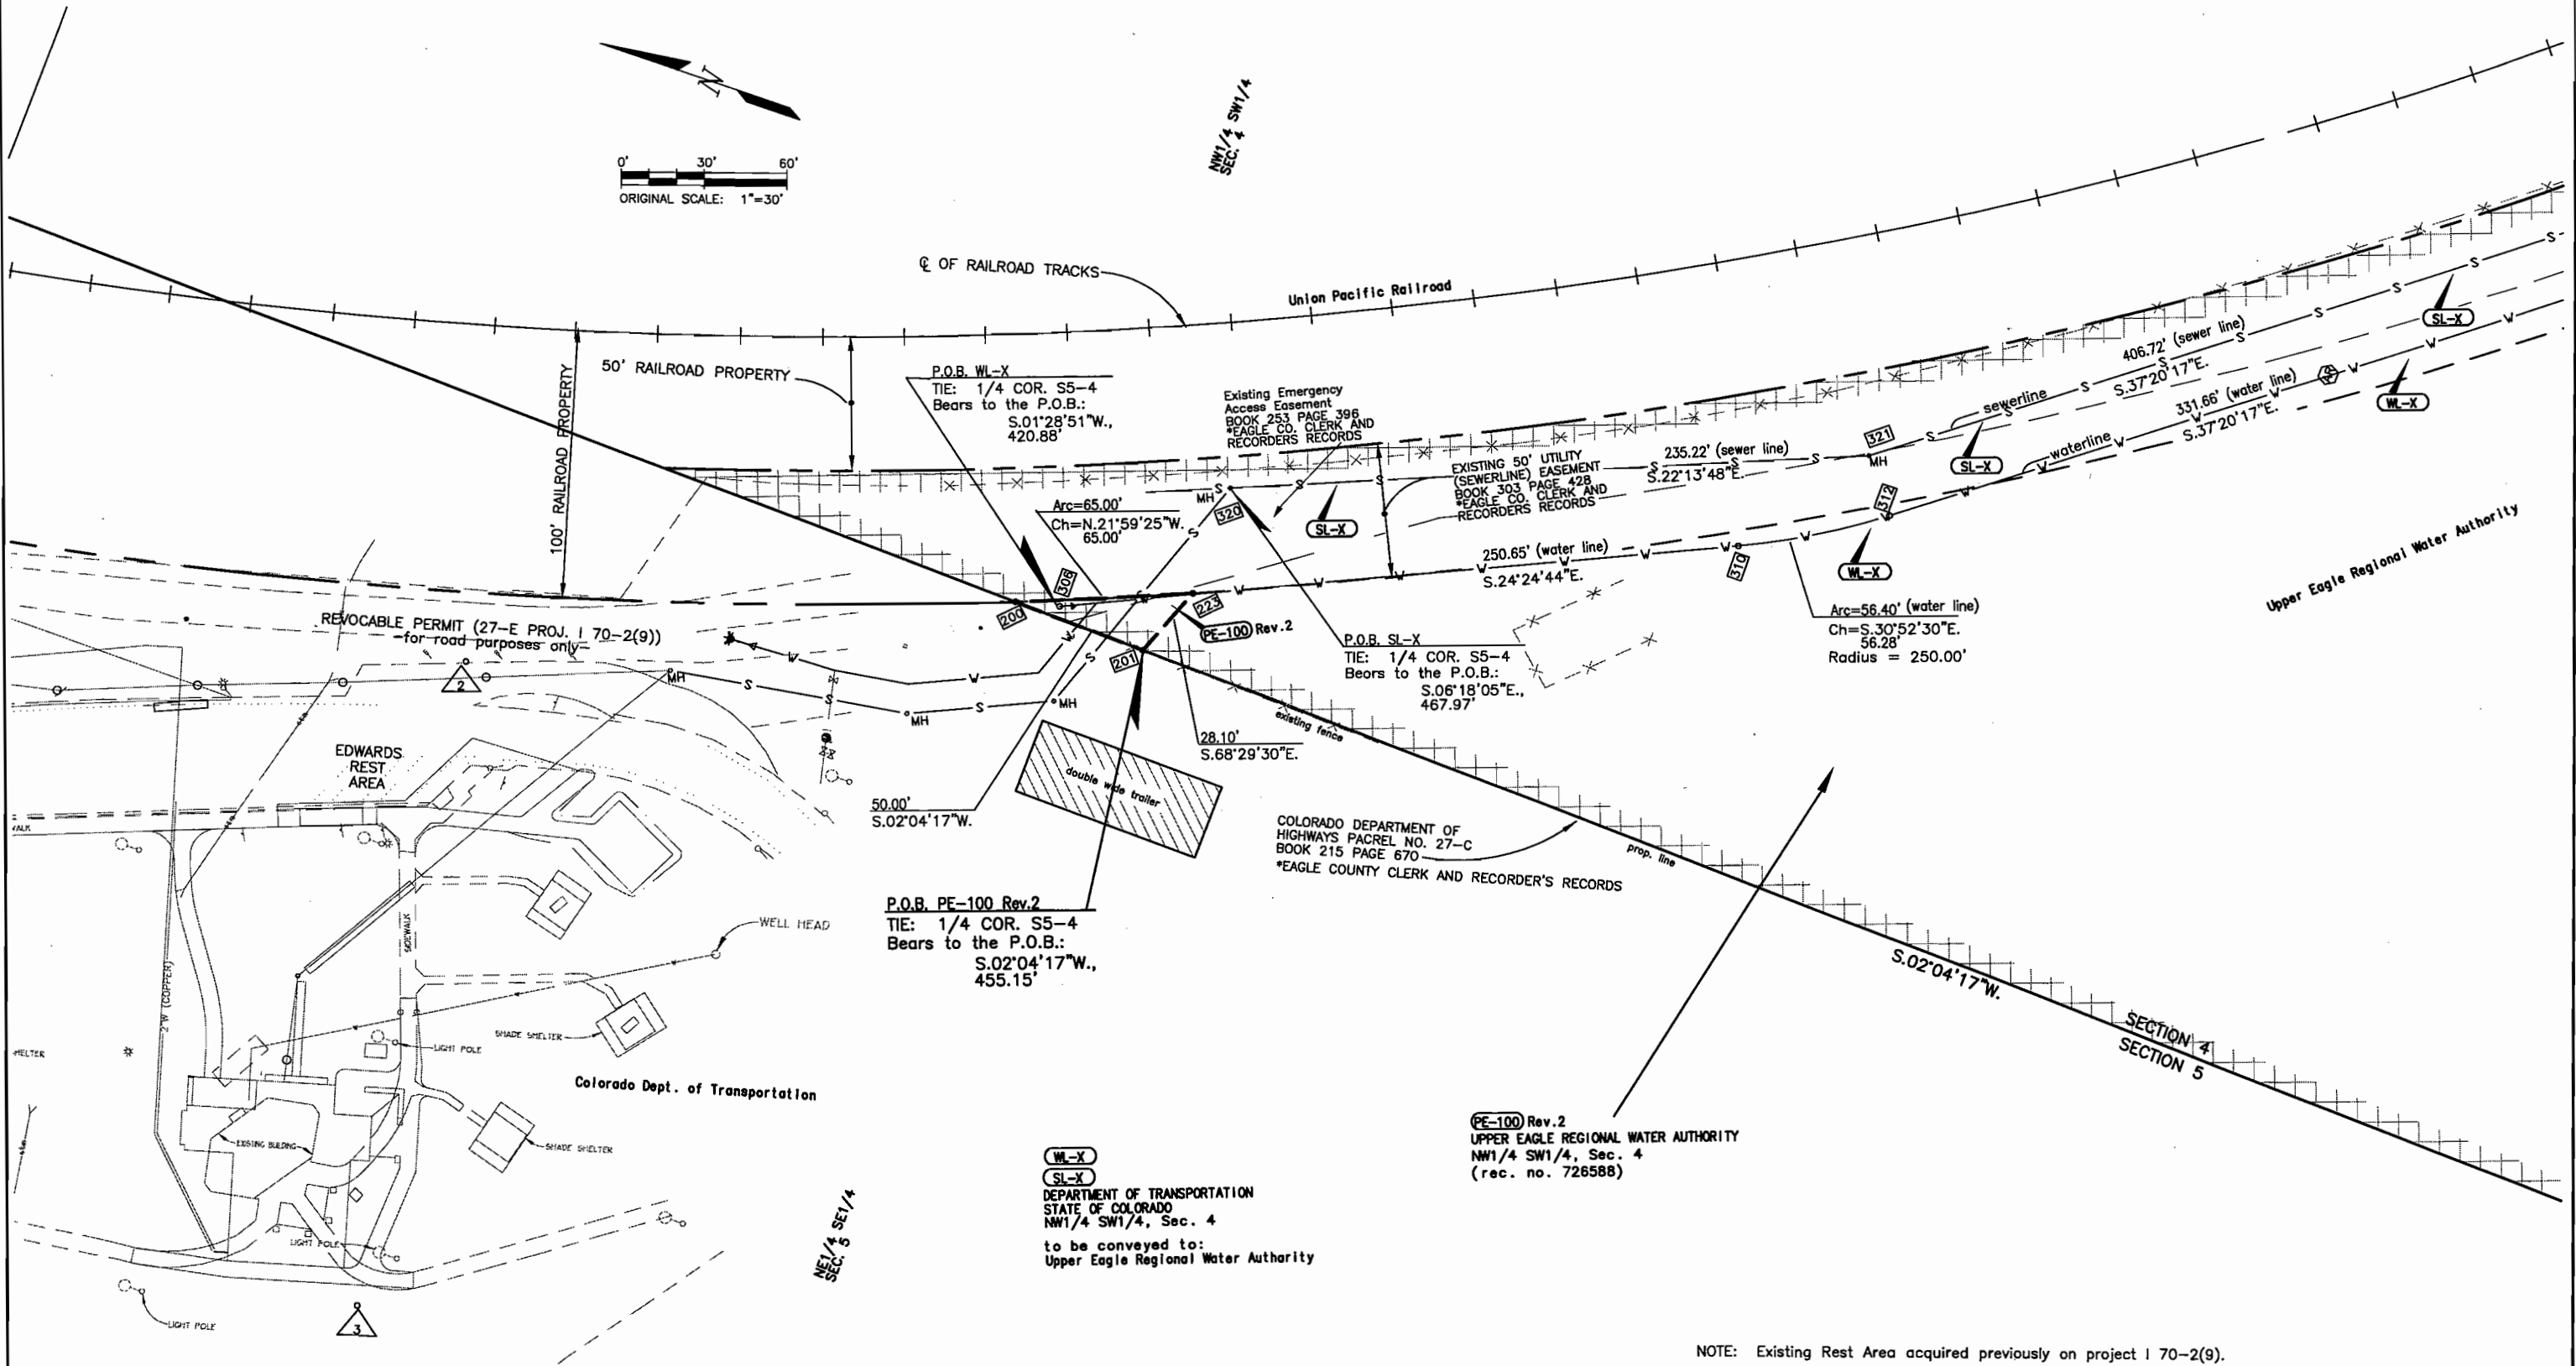 N
NW1/4 SW1/4
SEC. 4
0' 30' 60'
ORIGINAL SCALE: 1"=30'
℄ OF RAILROAD TRACKS
Union Pacific Railroad
50' RAILROAD PROPERTY
100' RAILROAD PROPERTY
P.O.B. WL-X
TIE: 1/4 COR. S5-4
Bears to the P.O.B.:
S.01°28'51"W.,
420.88'
Existing Emergency
Access Easement
BOOK 253 PAGE 396
*EAGLE CO. CLERK AND
RECORDERS RECORDS
Arc=65.00'
Ch=N.21°59'25"W.
65.00'
EXISTING 50' UTILITY
(SEWERLINE) EASEMENT
BOOK 303 PAGE 428
*EAGLE CO. CLERK AND
RECORDERS RECORDS
235.22' (sewer line)
S.22°13'48"E.
406.72' (sewer line)
S.37°20'17"E.
331.66' (water line)
S.37°20'17"E.
sewerline
waterline
SL-X
WL-X
SL-X
SL-X
WL-X
MH
320
MH
321
312
310
306
200
223
201
250.65' (water line)
S.24°24'44"E.
Upper Eagle Regional Water Authority
Arc=56.40' (water line)
Ch=S.30°52'30"E.
56.28'
Radius = 250.00'
PE-100 Rev.2
P.O.B. SL-X
TIE: 1/4 COR. S5-4
Beors to the P.O.B.:
S.06°18'05"E.,
467.97'
REVOCABLE PERMIT (27-E PROJ. I 70-2(9))
-for road purposes only-
2
MH
MH
MH
EDWARDS
REST
AREA
28.10'
S.68°29'30"E.
existing fence
double wide trailer
50.00'
S.02°04'17"W.
COLORADO DEPARTMENT OF
HIGHWAYS PACREL NO. 27-C
BOOK 215 PAGE 670
*EAGLE COUNTY CLERK AND RECORDER'S RECORDS
prop. line
P.O.B. PE-100 Rev.2
TIE: 1/4 COR. S5-4
Bears to the P.O.B.:
S.02°04'17"W.,
455.15'
S.02°04'17"W.
SECTION 4
SECTION 5
WELL HEAD
SIDEWALK
2"W (COPPER)
SHADE SHELTER
LIGHT POLE
Colorado Dept. of Transportation
EXISTING BUILDING
SHADE SHELTER
LIGHT POLE
LIGHT POLE
3
NE1/4 SE1/4
SEC. 5
WL-X
SL-X
DEPARTMENT OF TRANSPORTATION
STATE OF COLORADO
NW1/4 SW1/4, Sec. 4
to be conveyed to:
Upper Eagle Regional Water Authority
PE-100 Rev.2
UPPER EAGLE REGIONAL WATER AUTHORITY
NW1/4 SW1/4, Sec. 4
(rec. no. 726588)
NOTE: Existing Rest Area acquired previously on project I 70-2(9).